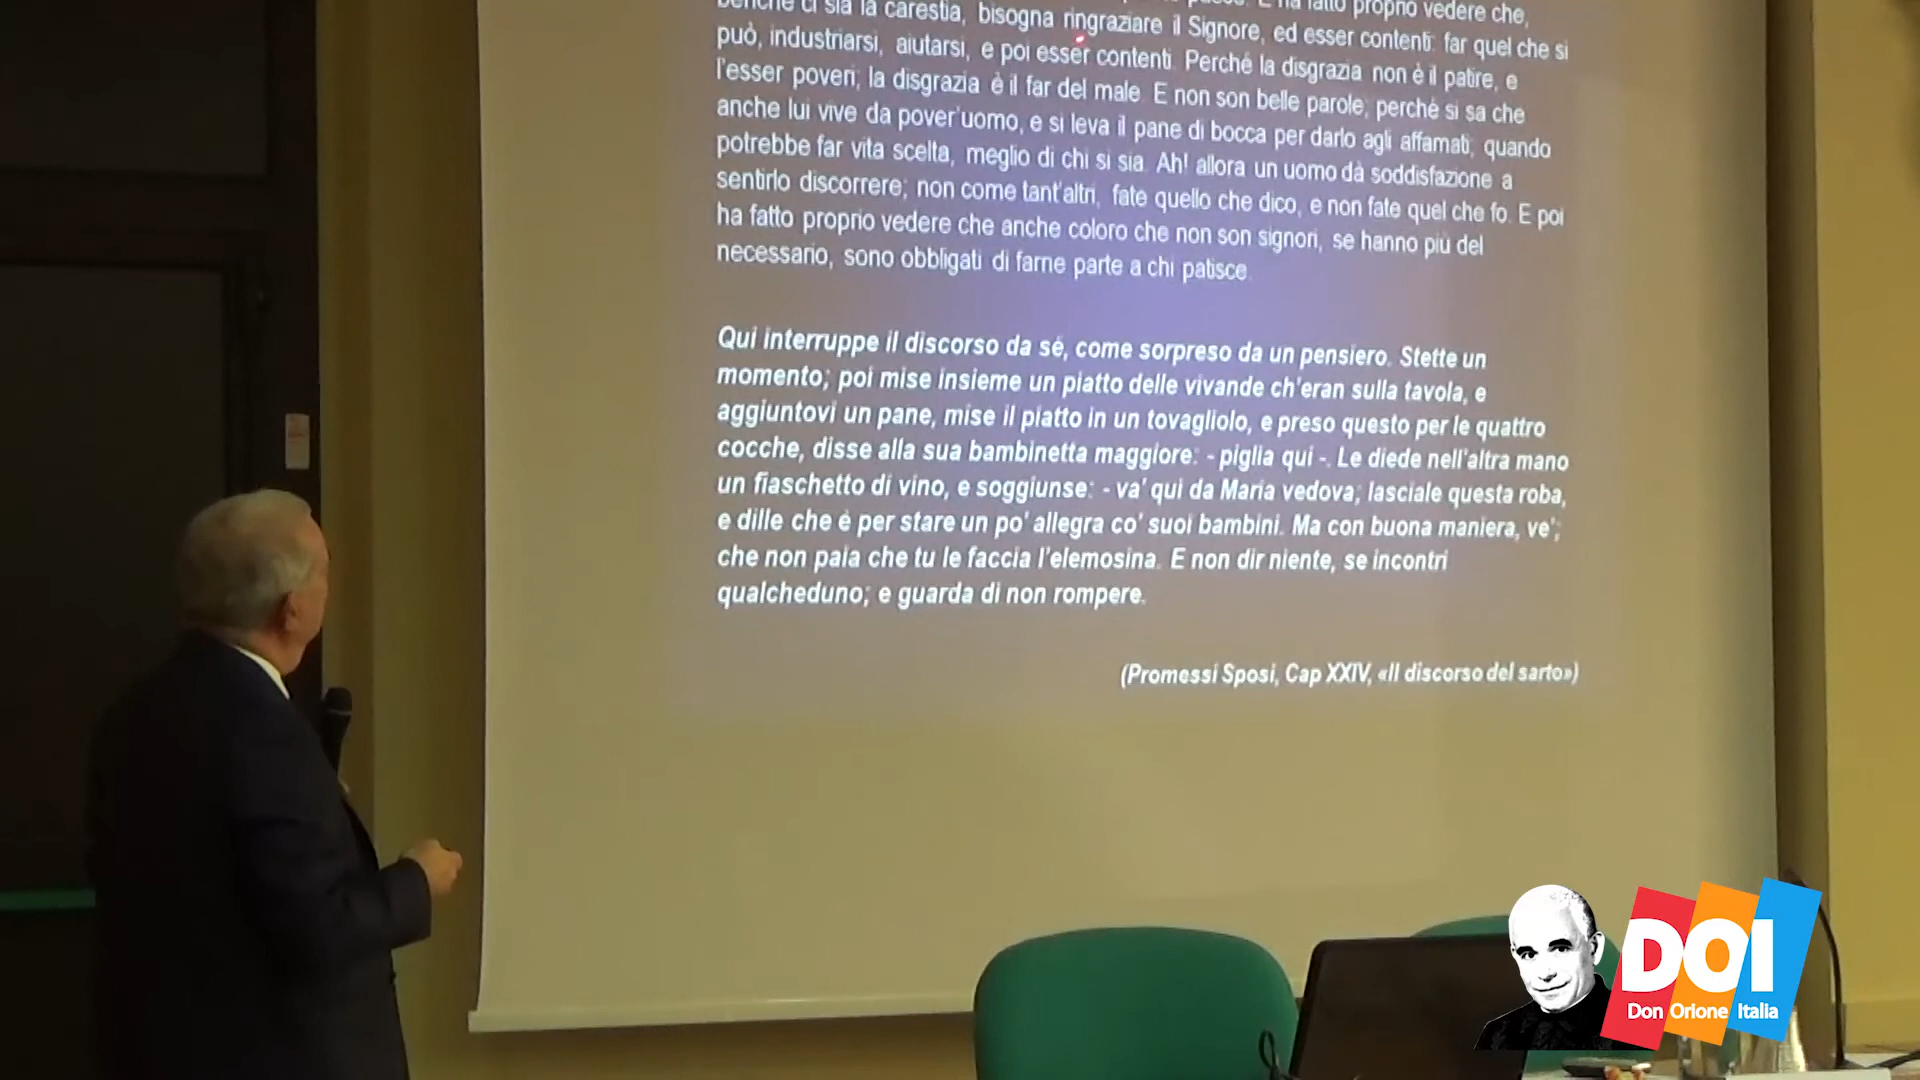 benché ci sia la carestia, bisogna ringraziare il Signore, ed esser contenti: far quel che si
può, industriarsi, aiutarsi, e poi esser contenti. Perché la disgrazia non è il patire, e
l'esser poveri; la disgrazia è il far del male. E non son belle parole; perché si sa che
anche lui vive da pover'uomo, e si leva il pane di bocca per darlo agli affamati; quando
potrebbe far vita scelta, meglio di chi si sia. Ah! allora un uomo dà soddisfazione a
sentirlo discorrere; non come tant'altri, fate quello che dico, e non fate quel che fo. E poi
ha fatto proprio vedere che anche coloro che non son signori, se hanno più del
necessario, sono obbligati di farne parte a chi patisce.
Qui interruppe il discorso da sé, come sorpreso da un pensiero. Stette un
momento; poi mise insieme un piatto delle vivande ch'eran sulla tavola, e
aggiuntovi un pane, mise il piatto in un tovagliolo, e preso questo per le quattro
cocche, disse alla sua bambinetta maggiore: - piglia qui -. Le diede nell'altra mano
un fiaschetto di vino, e soggiunse: - va' qui da Maria vedova; lasciale questa roba,
e dille che è per stare un po' allegra co' suoi bambini. Ma con buona maniera, ve';
che non paia che tu le faccia l'elemosina. E non dir niente, se incontri
qualcheduno; e guarda di non rompere.
(Promessi Sposi, Cap XXIV, «Il discorso del sarto»)
DOI
Don Orione Italia